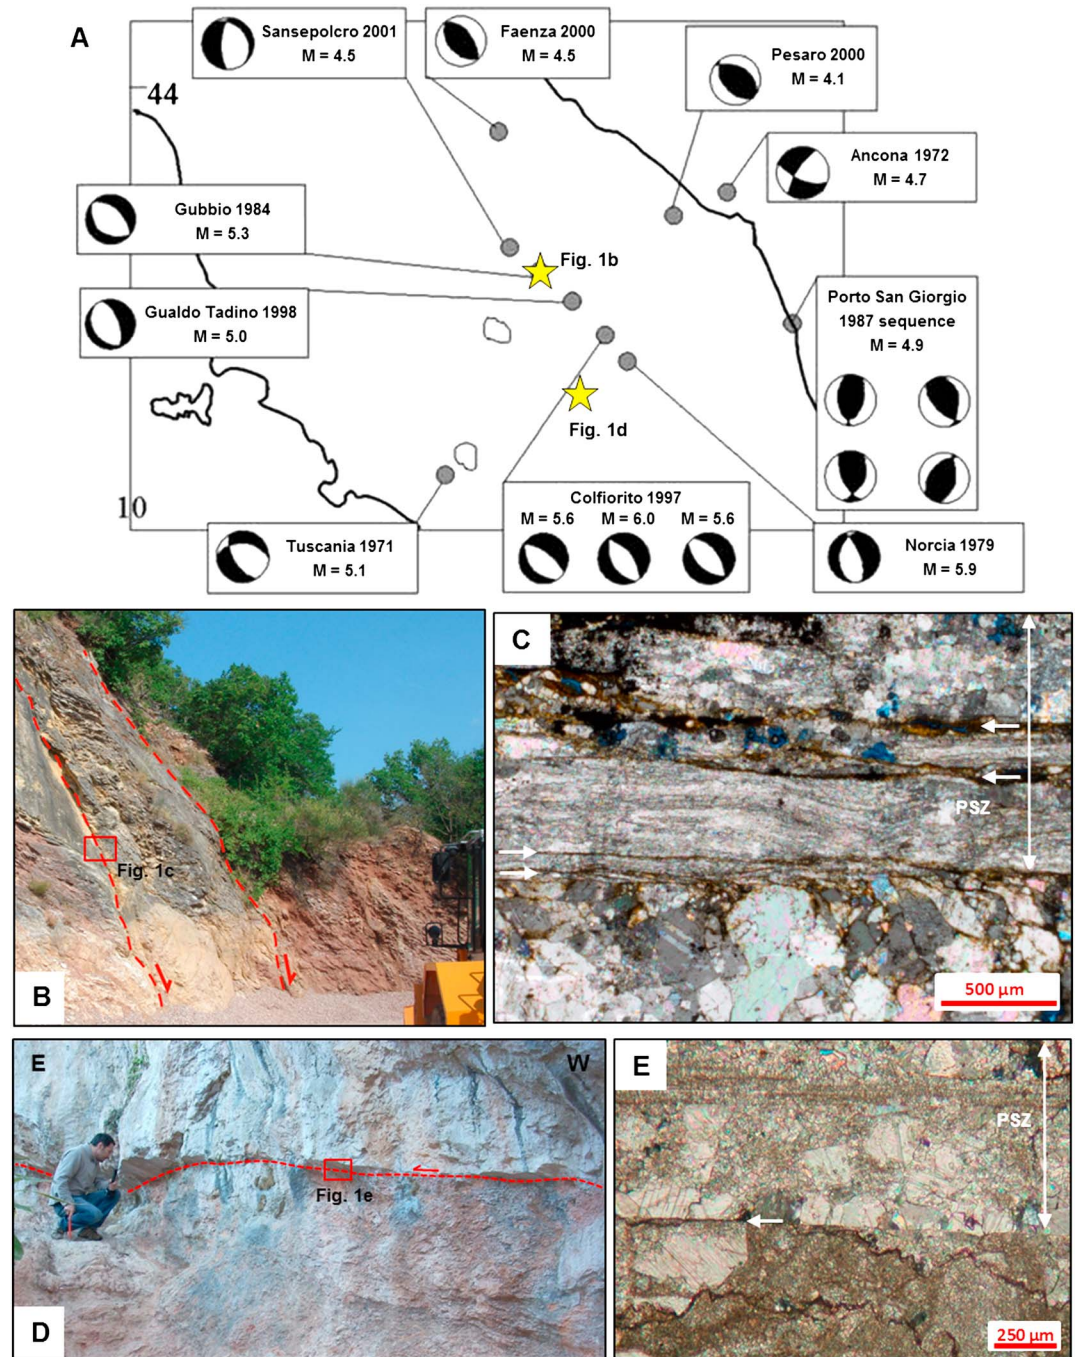 A
Sansepolcro 2001
M = 4.5
Faenza 2000
M = 4.5
Pesaro 2000
M = 4.1
44
Ancona 1972
M = 4.7
Gubbio 1984
M = 5.3
Fig. 1b
Gualdo Tadino 1998
M = 5.0
Porto San Giorgio
1987 sequence
M = 4.9
Fig. 1d
10
Colfiorito 1997
M = 5.6 M = 6.0 M = 5.6
Tuscania 1971
M = 5.1
Norcia 1979
M = 5.9
B
Fig. 1c
C
PSZ
500 µm
D
E
W
Fig. 1e
E
PSZ
250 µm